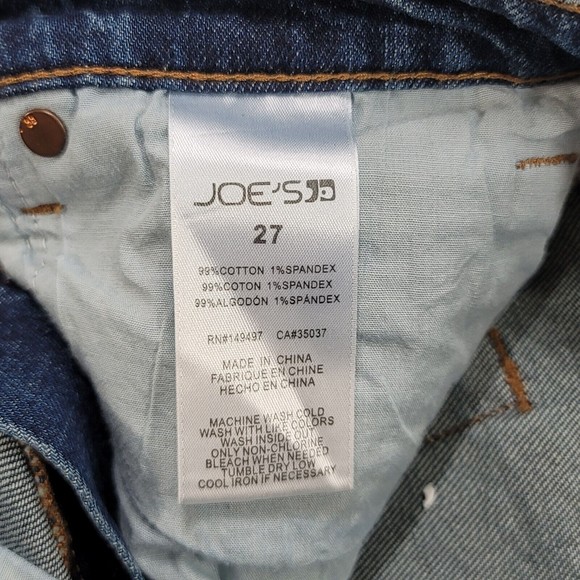 JOE'S
27
99%COTTON 1%SPANDEX
99%COTON 1%SPANDEX
99%ALGODÓN 1%SPÁNDEX
RN#149497 CA#35037
MADE IN CHINA
FABRIQUE EN CHINE
HECHO EN CHINA
MACHINE WASH COLD
WASH WITH LIKE COLORS
WASH INSIDE OUT
ONLY NON-CHLORINE
BLEACH WHEN NEEDED
TUMBLE DRY LOW
COOL IRON IF NECESSARY